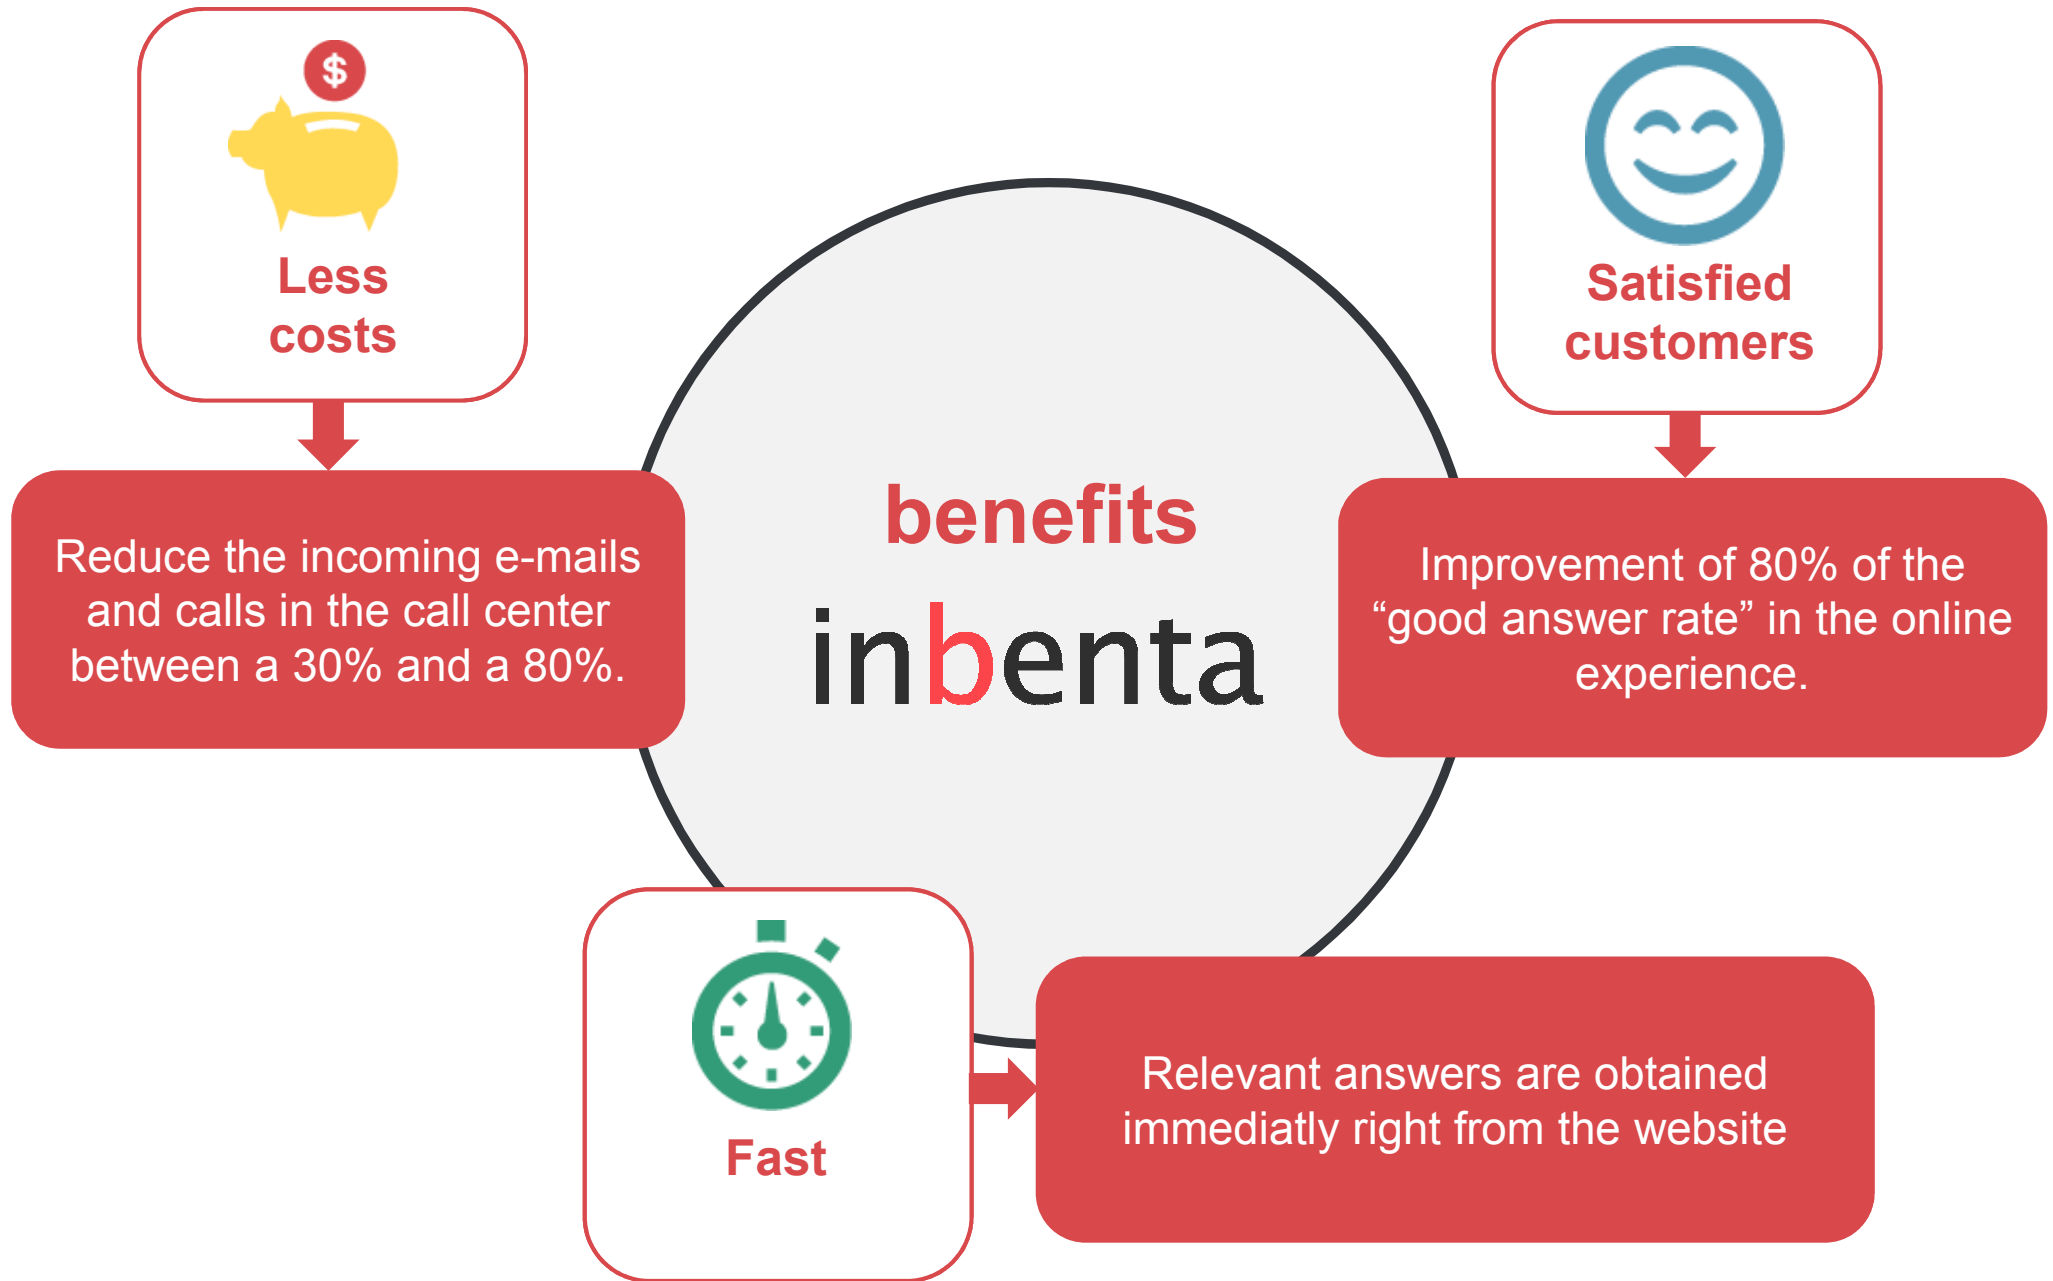 $
Less
costs
Reduce the incoming e-mails
and calls in the call center
between a 30% and a 80%.
benefits
inbenta
Satisfied
customers
Improvement of 80% of the
“good answer rate” in the online
experience.
Fast
Relevant answers are obtained
immediatly right from the website